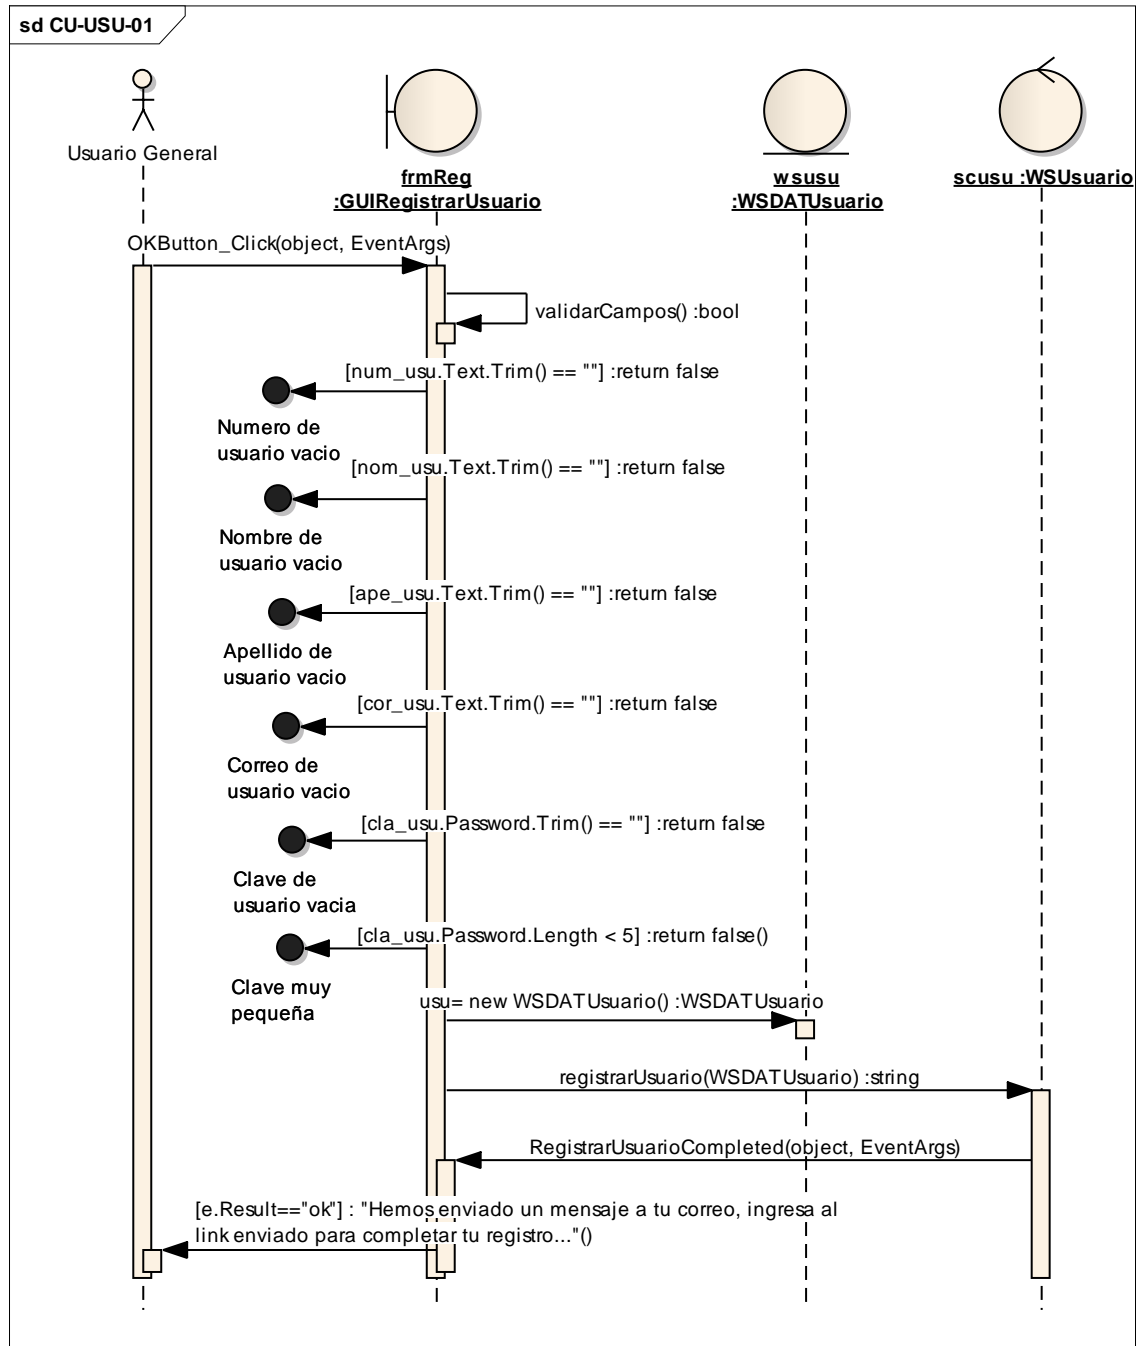 sd CU-USU-01
Usuario General
frmReg
:GUIRegistrarUsuario
wsusu
:WSDATUsuario
scusu :WSUsuario
OKButton_Click(object, EventArgs)
validarCampos() :bool
[num_usu.Text.Trim() == ""] :return false
Numero de
usuario vacio
[nom_usu.Text.Trim() == ""] :return false
Nombre de
usuario vacio
[ape_usu.Text.Trim() == ""] :return false
Apellido de
usuario vacio
[cor_usu.Text.Trim() == ""] :return false
Correo de
usuario vacio
[cla_usu.Password.Trim() == ""] :return false
Clave de
usuario vacia
[cla_usu.Password.Length < 5] :return false()
Clave muy
pequeña
usu= new WSDATUsuario() :WSDATUsuario
registrarUsuario(WSDATUsuario) :string
RegistrarUsuarioCompleted(object, EventArgs)
[e.Result=="ok"] : "Hemos enviado un mensaje a tu correo, ingresa al
link enviado para completar tu registro..."()